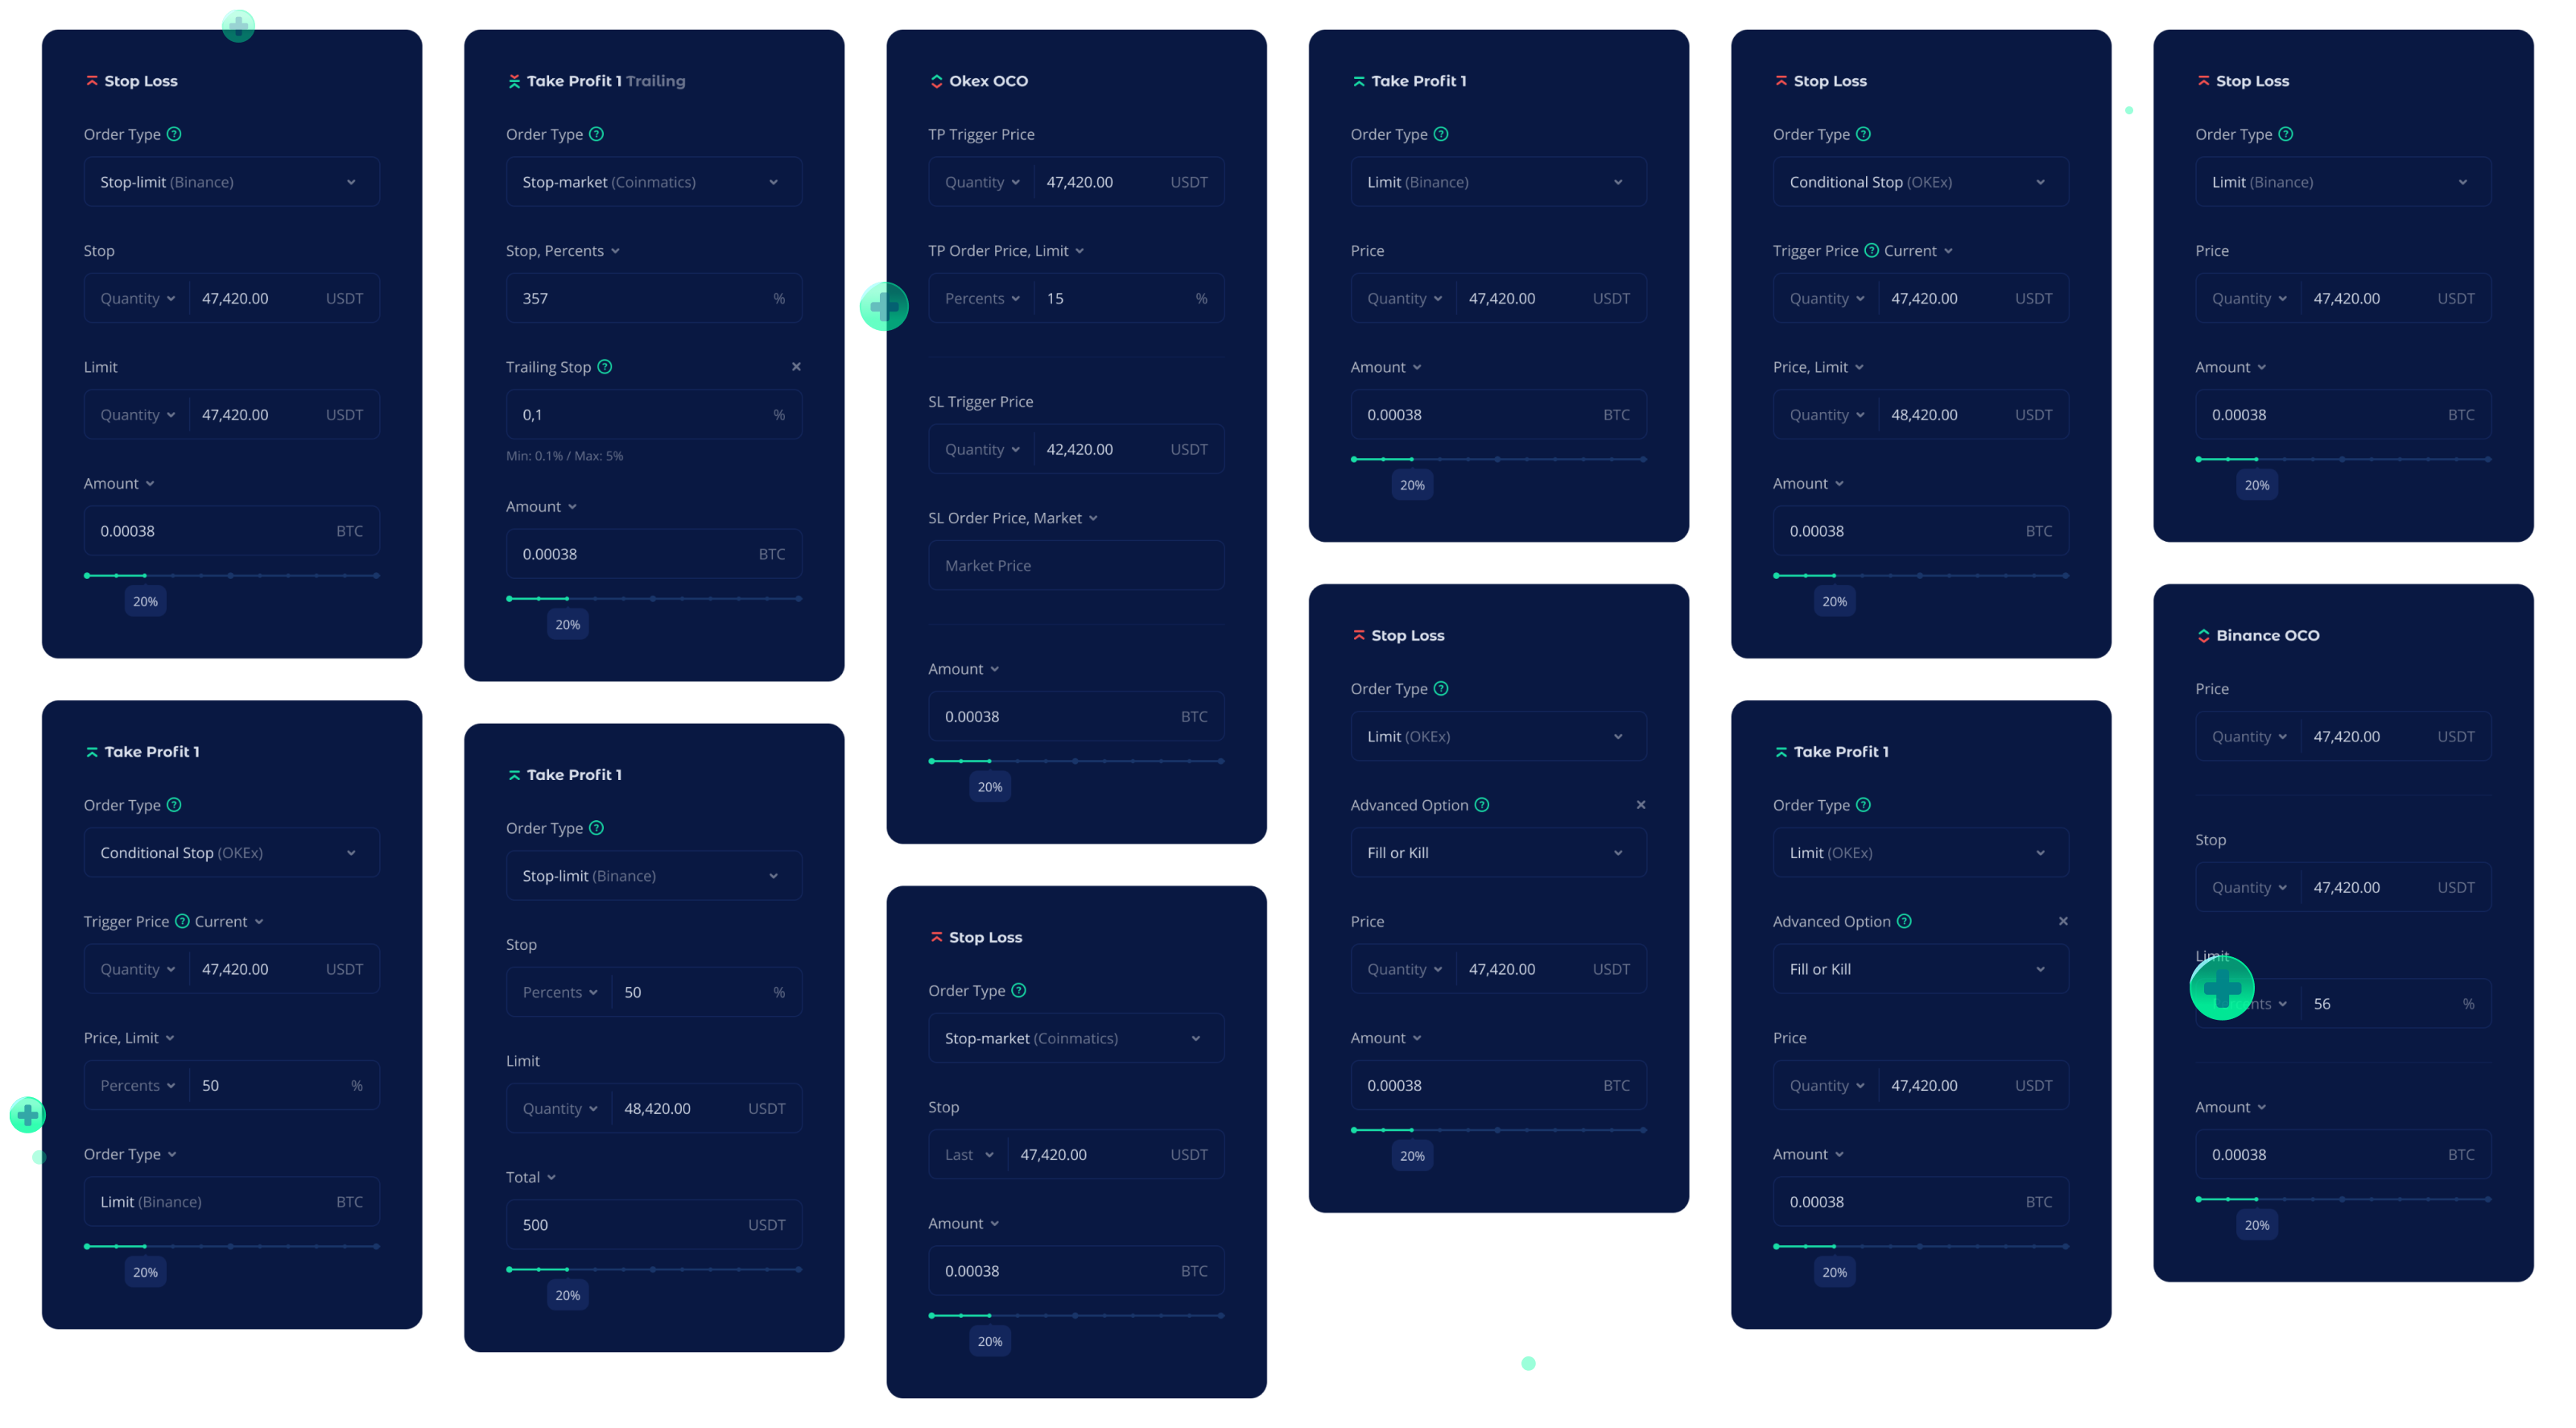 Stop Loss
Order Type ?
Stop-limit (Binance)
Stop
Quantity 47,420.00 USDT
Limit
Quantity 47,420.00 USDT
Amount
0.00038 BTC
20%
Take Profit 1
Order Type ?
Conditional Stop (OKEx)
Trigger Price ? Current
Quantity 47,420.00 USDT
Price, Limit
Percents 50 %
Order Type
Limit (Binance) BTC
20%
Take Profit 1 Trailing
Order Type ?
Stop-market (Coinmatics)
Stop, Percents
357 %
Trailing Stop ?
0,1 %
Min: 0.1% / Max: 5%
Amount
0.00038 BTC
20%
Take Profit 1
Order Type ?
Stop-limit (Binance)
Stop
Percents 50 %
Limit
Quantity 48,420.00 USDT
Total
500 USDT
20%
Okex OCO
TP Trigger Price
Quantity 47,420.00 USDT
TP Order Price, Limit
Percents 15 %
SL Trigger Price
Quantity 42,420.00 USDT
SL Order Price, Market
Market Price
Amount
0.00038 BTC
20%
Stop Loss
Order Type ?
Stop-market (Coinmatics)
Stop
Last 47,420.00 USDT
Amount
0.00038 BTC
20%
Take Profit 1
Order Type ?
Limit (Binance)
Price
Quantity 47,420.00 USDT
Amount
0.00038 BTC
20%
Stop Loss
Order Type ?
Limit (OKEx)
Advanced Option ?
Fill or Kill
Price
Quantity 47,420.00 USDT
Amount
0.00038 BTC
20%
Stop Loss
Order Type ?
Conditional Stop (OKEx)
Trigger Price ? Current
Quantity 47,420.00 USDT
Price, Limit
Quantity 48,420.00 USDT
Amount
0.00038 BTC
20%
Take Profit 1
Order Type ?
Limit (OKEx)
Advanced Option ?
Fill or Kill
Price
Quantity 47,420.00 USDT
Amount
0.00038 BTC
20%
Stop Loss
Order Type ?
Limit (Binance)
Price
Quantity 47,420.00 USDT
Amount
0.00038 BTC
20%
Binance OCO
Price
Quantity 47,420.00 USDT
Stop
Quantity 47,420.00 USDT
Limit
56 %
Amount
0.00038 BTC
20%